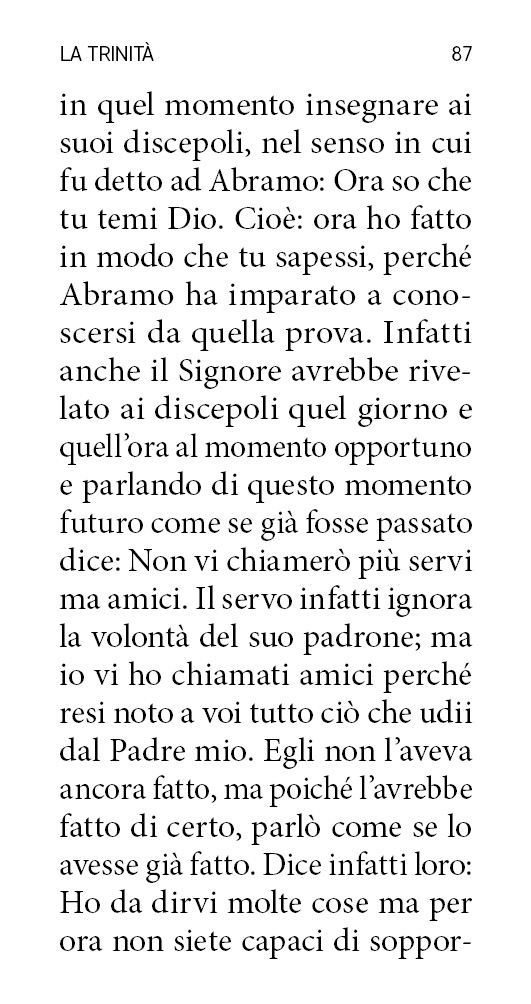 LA TRINITÀ 87
in quel momento insegnare ai
suoi discepoli, nel senso in cui
fu detto ad Abramo: Ora so che
tu temi Dio. Cioè: ora ho fatto
in modo che tu sapessi, perché
Abramo ha imparato a cono-
scersi da quella prova. Infatti
anche il Signore avrebbe rive-
lato ai discepoli quel giorno e
quell’ora al momento opportuno
e parlando di questo momento
futuro come se già fosse passato
dice: Non vi chiamerò più servi
ma amici. Il servo infatti ignora
la volontà del suo padrone; ma
io vi ho chiamati amici perché
resi noto a voi tutto ciò che udii
dal Padre mio. Egli non l’aveva
ancora fatto, ma poiché l’avrebbe
fatto di certo, parlò come se lo
avesse già fatto. Dice infatti loro:
Ho da dirvi molte cose ma per
ora non siete capaci di soppor-